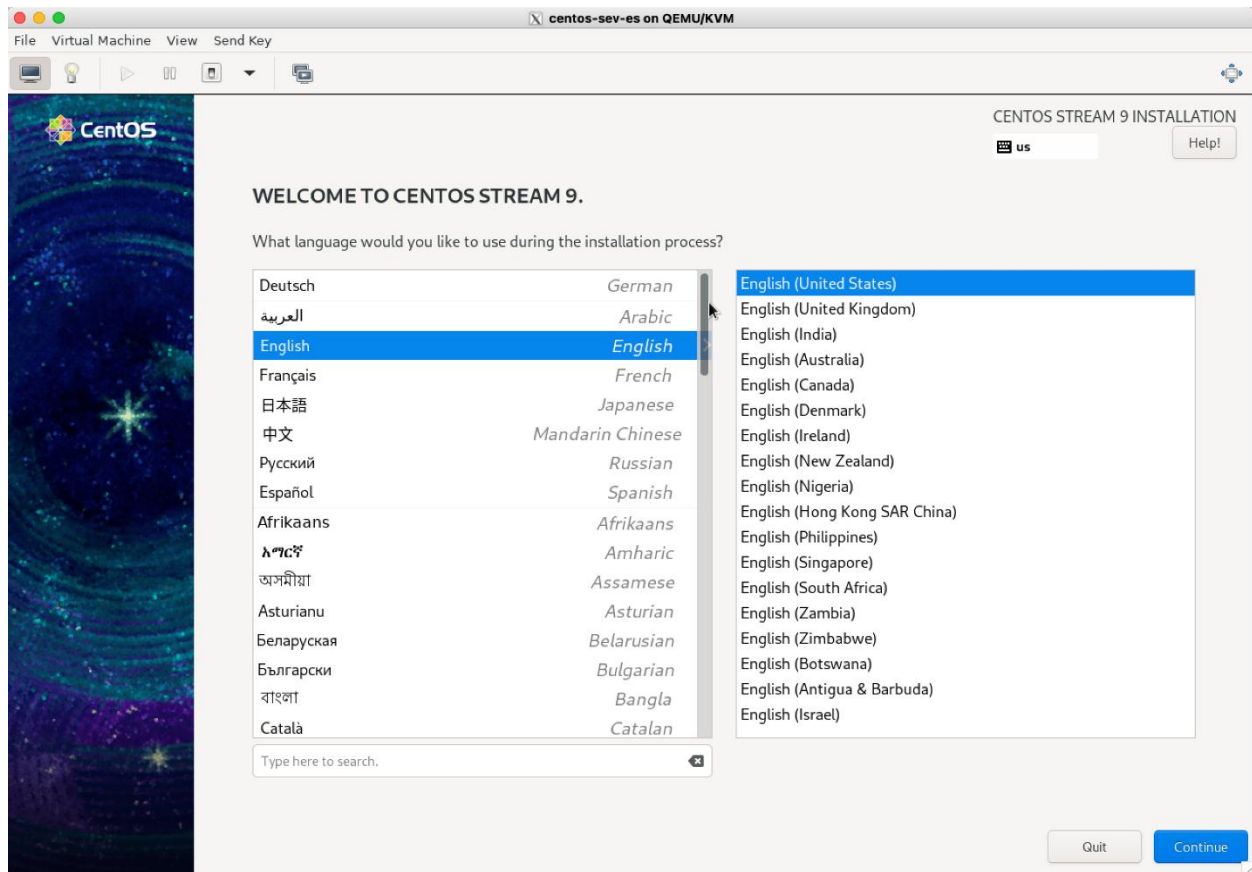 centos-sev-es on QEMU/KVM
File Virtual Machine View Send Key
CentOS
CENTOS STREAM 9 INSTALLATION
us
Help!
WELCOME TO CENTOS STREAM 9.
What language would you like to use during the installation process?
Deutsch German
العربية Arabic
English English
Français French
日本語 Japanese
中文 Mandarin Chinese
Русский Russian
Español Spanish
Afrikaans Afrikaans
አማርኛ Amharic
অসমীয়া Assamese
Asturianu Asturian
Беларуская Belarusian
Български Bulgarian
বাংলা Bangla
Català Catalan
Type here to search.
English (United States)
English (United Kingdom)
English (India)
English (Australia)
English (Canada)
English (Denmark)
English (Ireland)
English (New Zealand)
English (Nigeria)
English (Hong Kong SAR China)
English (Philippines)
English (Singapore)
English (South Africa)
English (Zambia)
English (Zimbabwe)
English (Botswana)
English (Antigua & Barbuda)
English (Israel)
Quit
Continue